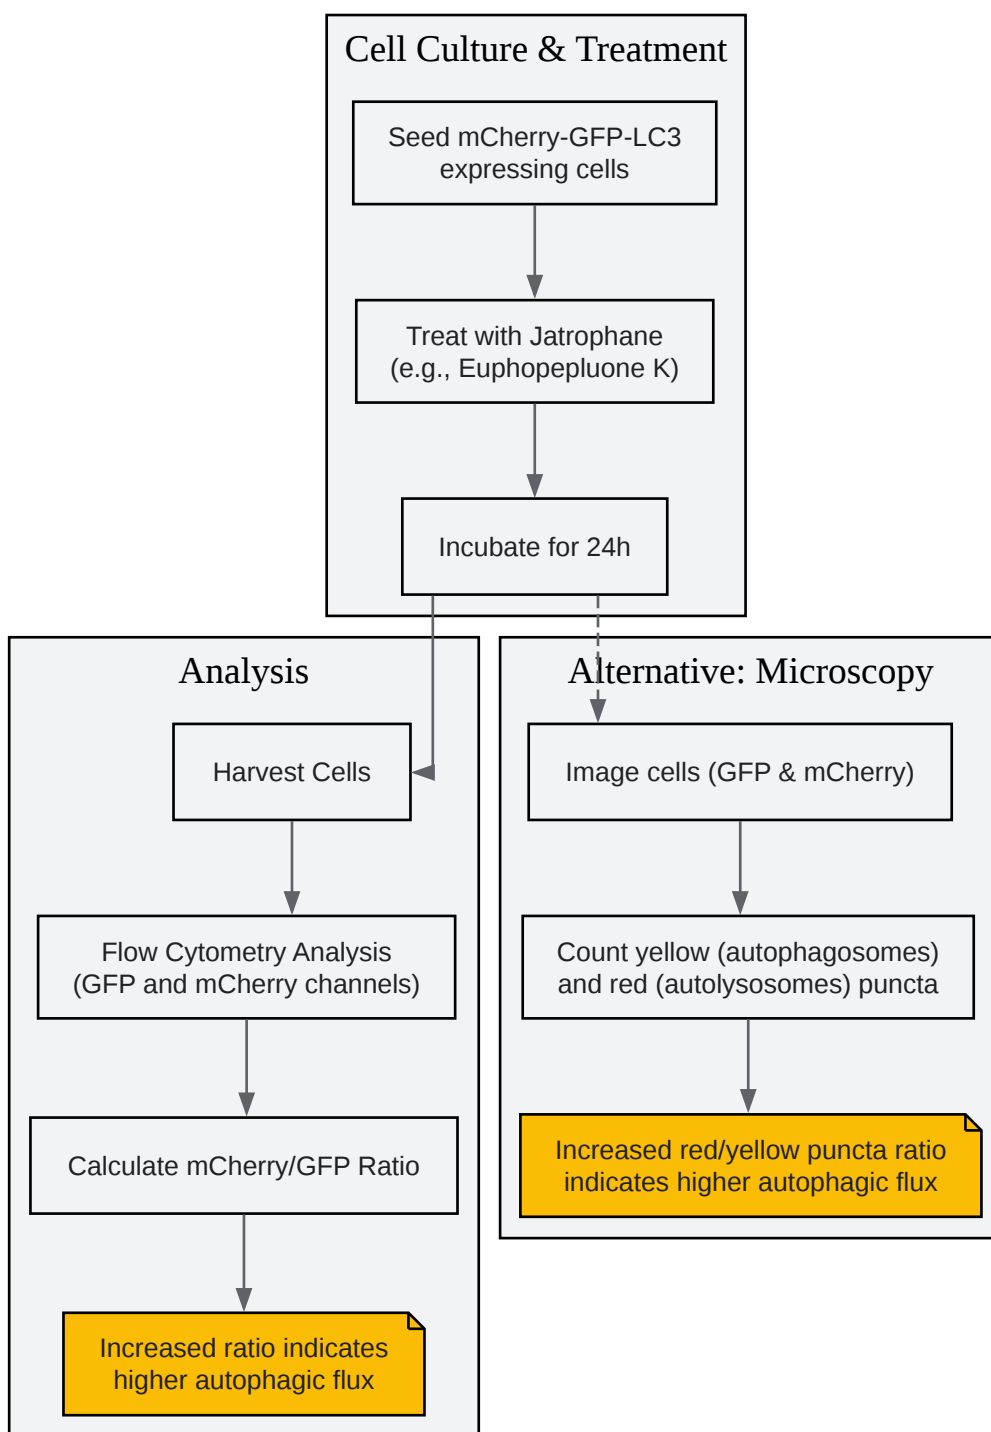 Cell Culture & Treatment
Seed mCherry-GFP-LC3
expressing cells
Treat with Jatrophane
(e.g., Euphopepluone K)
Incubate for 24h
Analysis
Harvest Cells
Flow Cytometry Analysis
(GFP and mCherry channels)
Calculate mCherry/GFP Ratio
Increased ratio indicates
higher autophagic flux
Alternative: Microscopy
Image cells (GFP & mCherry)
Count yellow (autophagosomes)
and red (autolysosomes) puncta
Increased red/yellow puncta ratio
indicates higher autophagic flux